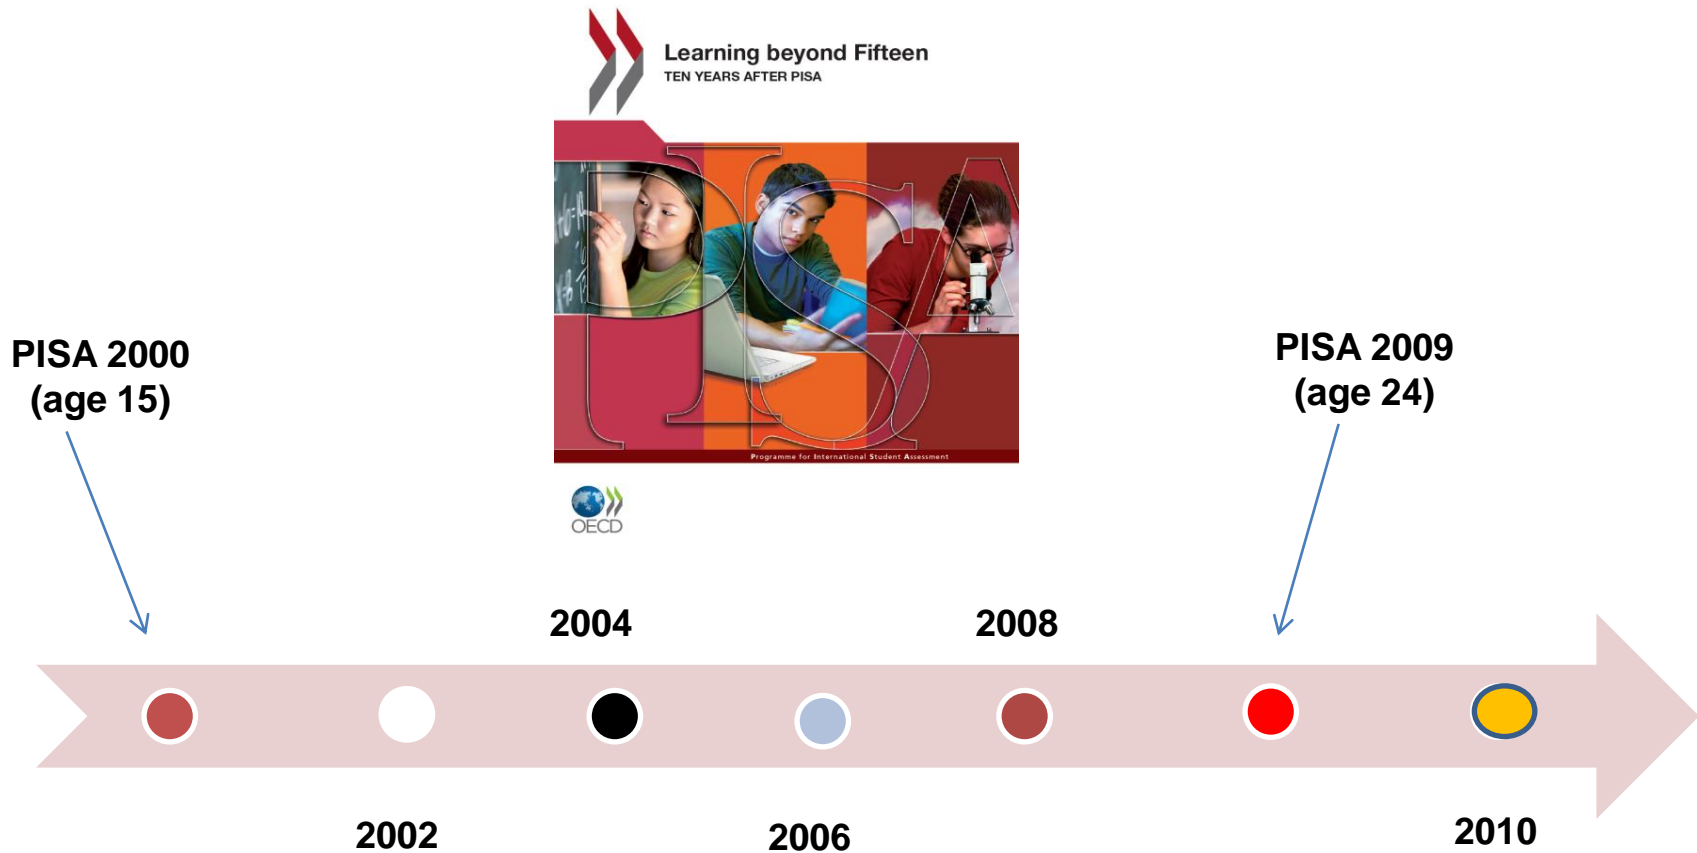 Learning beyond Fifteen
TEN YEARS AFTER PISA
PISA
Programme for International Student Assessment
OECD
PISA 2000
(age 15)
PISA 2009
(age 24)
2004
2008
2002
2006
2010